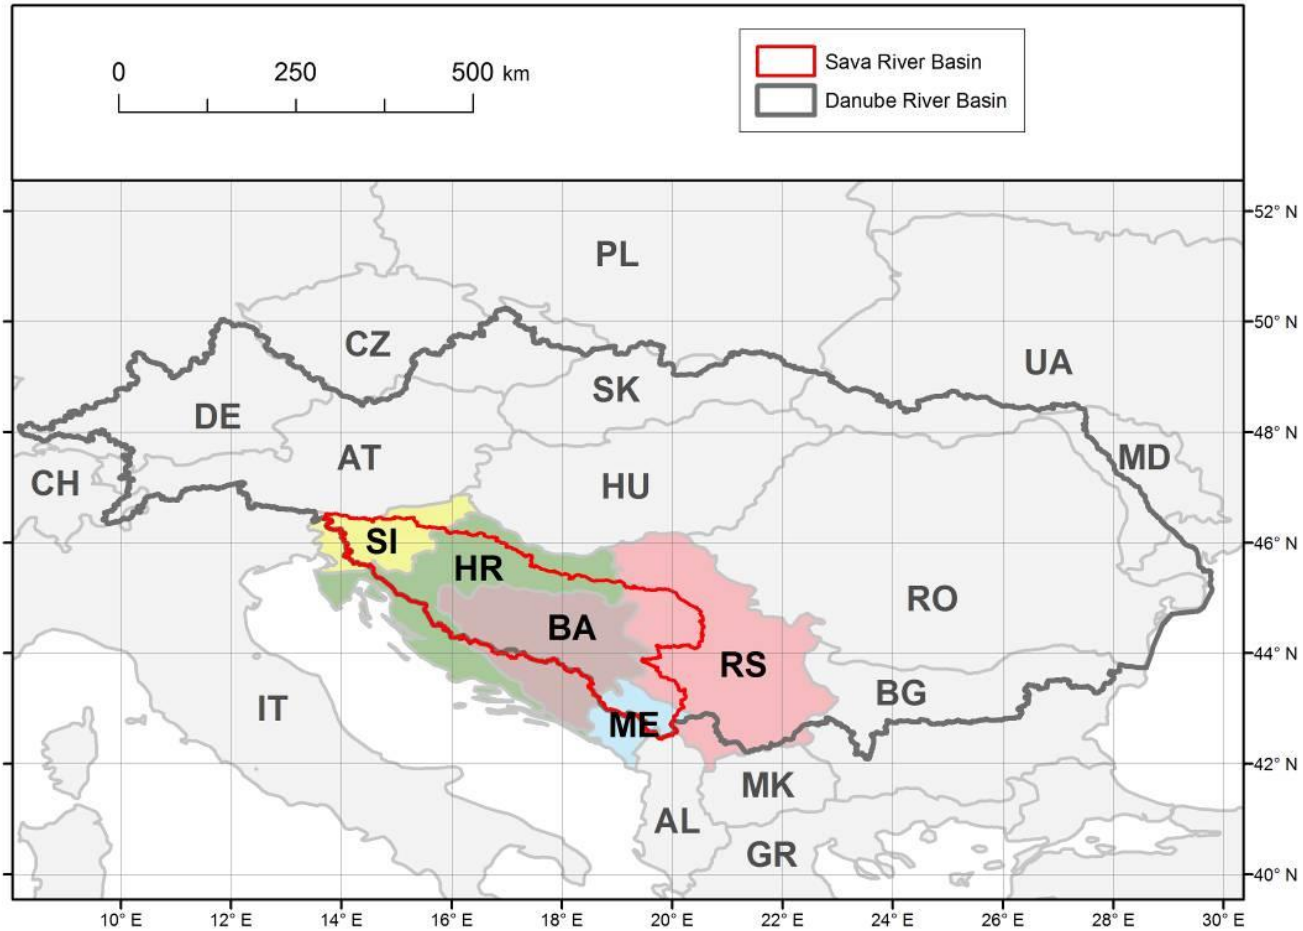 0 250 500 km
Sava River Basin
Danube River Basin
52° N
PL
50° N
CZ
UA
SK
DE
48° N
AT
MD
CH
HU
SI
46° N
HR
RO
BA
RS
44° N
BG
IT
ME
42° N
MK
AL
GR
40° N
10° E 12° E 14° E 16° E 18° E 20° E 22° E 24° E 26° E 28° E 30° E